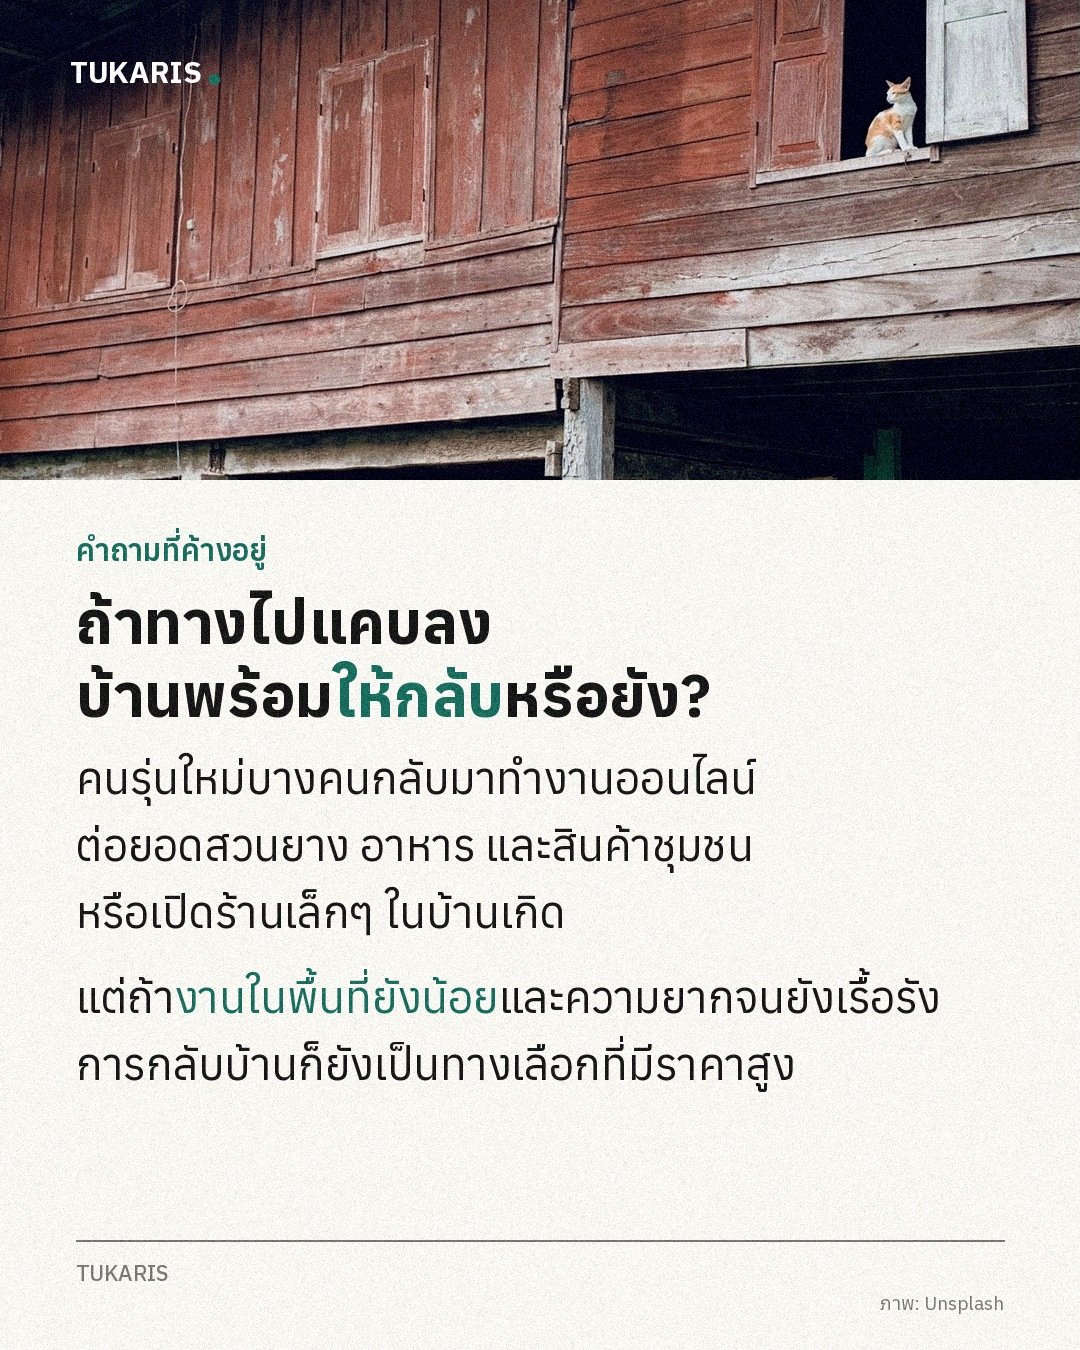 TUKARIS
คำถามที่ค้างอยู่
ถ้าทางไปแคบลง
บ้านพร้อมให้กลับหรือยัง?
คนรุ่นใหม่บางคนกลับมาทำงานออนไลน์
ต่อยอดสวนยาง อาหาร และสินค้าชุมชน
หรือเปิดร้านเล็กๆ ในบ้านเกิด
แต่ถ้างานในพื้นที่ยังน้อยและความยากจนยังเรื้อรัง
การกลับบ้านก็ยังเป็นทางเลือกที่มีราคาสูง
TUKARIS
ภาพ: Unsplash